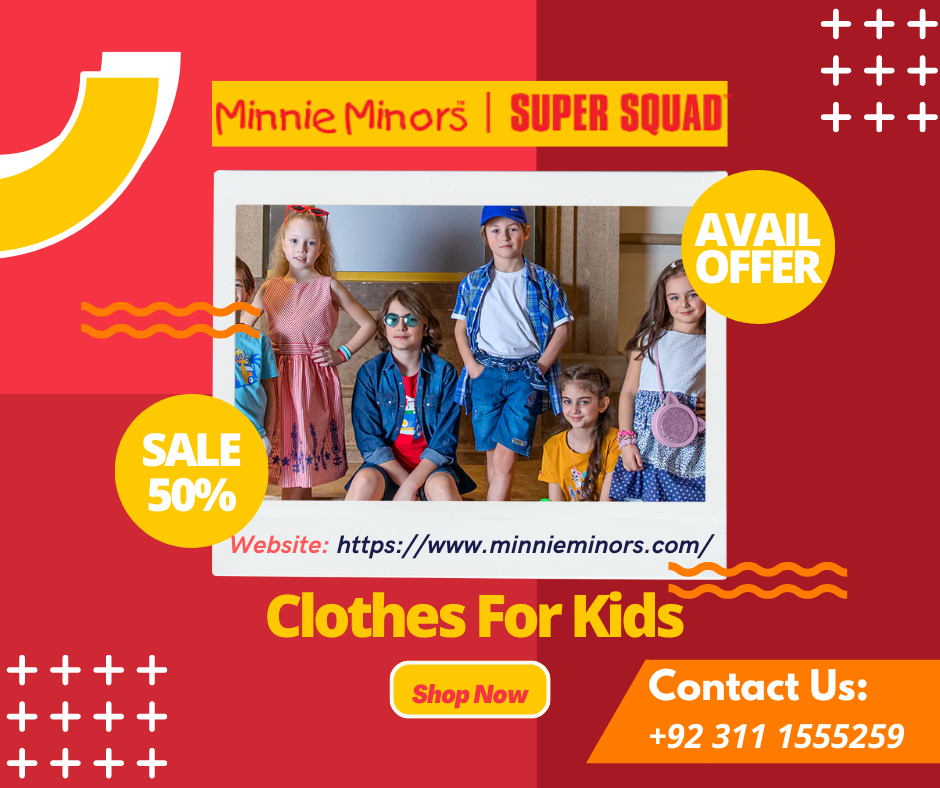 Minnie Minors™ | SUPER SQUAD™
AVAIL
OFFER
SALE
50%
Website: https://www.minnieminors.com/
Clothes For Kids
Shop Now
Contact Us:
+92 311 1555259